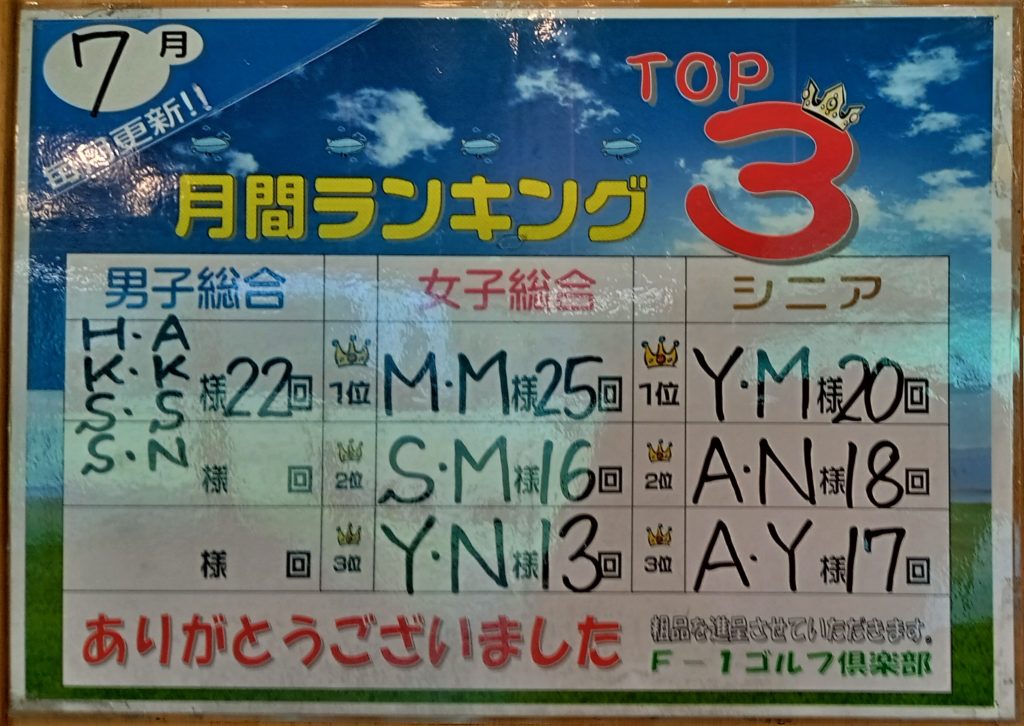 7月
毎月更新!!
TOP
3
月間ランキング
男子総合 女子総合 シニア
H・A
K・K
S・S
S・N
様22回 1位 M・M様25回 1位 Y・M様20回
様 回 2位 S・M様16回 2位 A・N様18回
様 回 3位 Y・N様13回 3位 A・Y様17回
ありがとうございました
粗品を進呈させていただきます。
F-1ゴルフ倶楽部